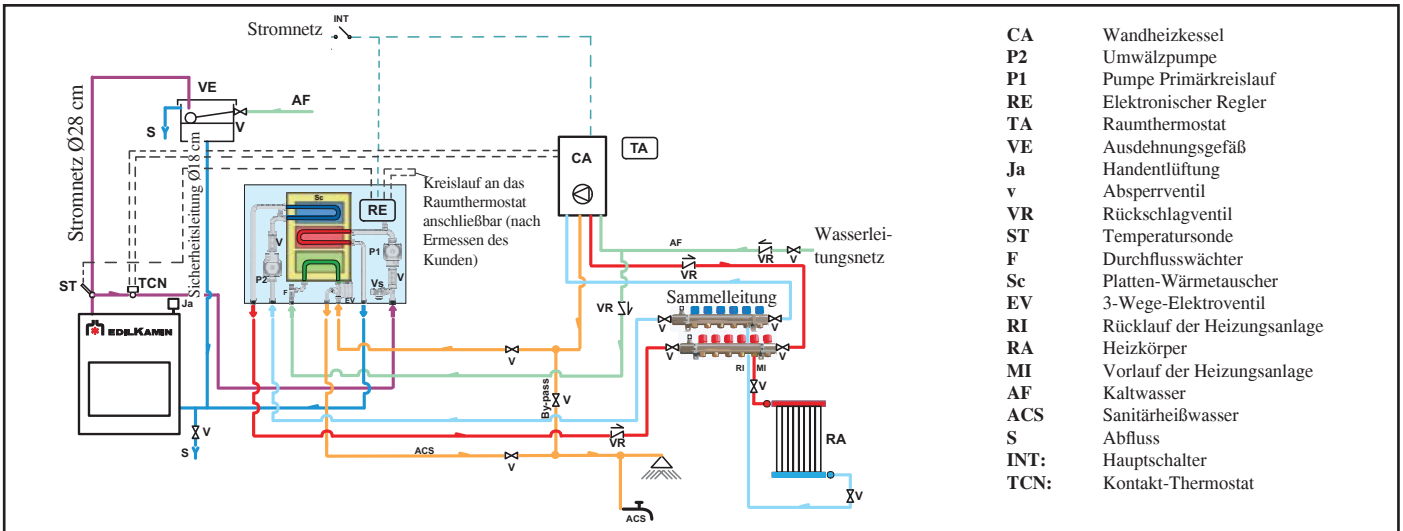 Stromnetz
INT
VE
AF
S
V
Stromnetz Ø28 cm
Sicherheitsleitung Ø18 cm
CA
TA
Kreislauf an das
Raumthermostat
anschließbar (nach
Ermessen des
Kunden)
Sc
RE
V
P1
P2
V
Vs
F
EV
ST
TCN
Ja
EDILKAMIN
AF
VR
V
Wasserlei-
tungsnetz
VR
VR
Sammelleitung
V
V
V
V
RI
MI
V
V
By-pass
V
VR
RA
V
V
S
ACS
V
ACS
CA Wandheizkessel
P2 Umwälzpumpe
P1 Pumpe Primärkreislauf
RE Elektronischer Regler
TA Raumthermostat
VE Ausdehnungsgefäß
Ja Handentlüftung
v Absperrventil
VR Rückschlagventil
ST Temperatursonde
F Durchflusswächter
Sc Platten-Wärmetauscher
EV 3-Wege-Elektroventil
RI Rücklauf der Heizungsanlage
RA Heizkörper
MI Vorlauf der Heizungsanlage
AF Kaltwasser
ACS Sanitärheißwasser
S Abfluss
INT: Hauptschalter
TCN: Kontakt-Thermostat